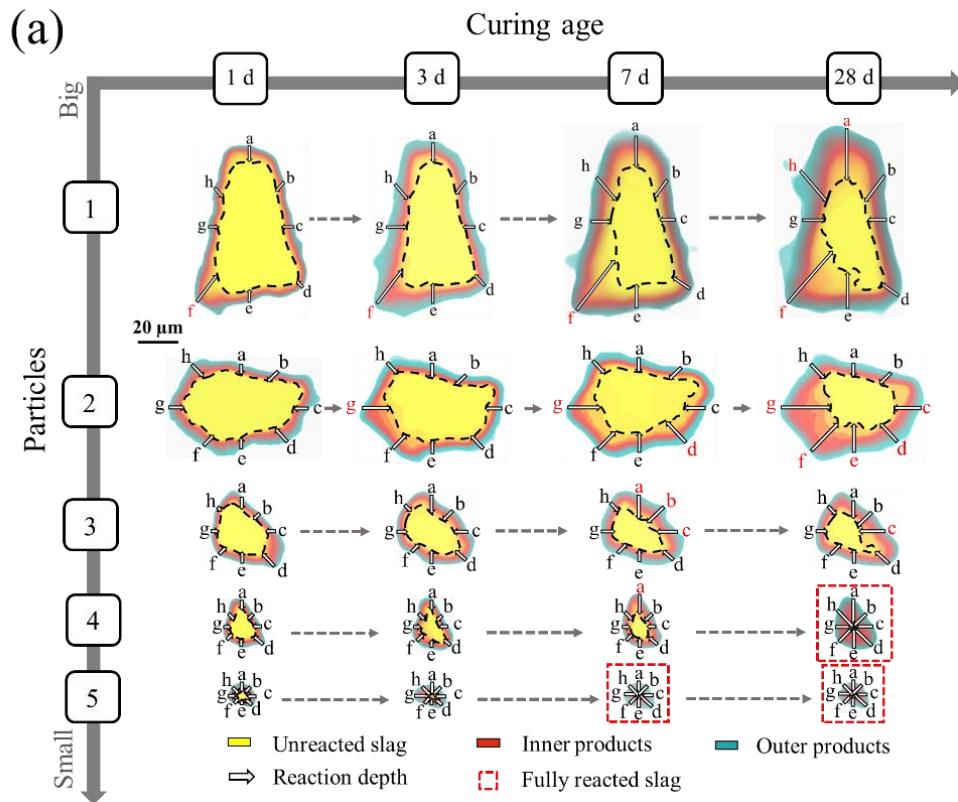 (a)
Curing age
1 d
3 d
7 d
28 d
Big
Particles
Small
1
a
b
c
d
e
f
g
h
a
b
c
d
e
f
g
h
a
b
c
d
e
f
g
h
a
b
c
d
e
f
g
h
20 μm
2
a
b
c
d
e
f
g
h
a
b
c
d
e
f
g
h
a
b
c
d
e
f
g
h
a
b
c
d
e
f
g
h
3
a
b
c
d
e
f
g
h
a
b
c
d
e
f
g
h
a
b
c
d
e
f
g
h
a
b
c
d
e
f
g
h
4
a
b
c
d
e
f
g
h
a
b
c
d
e
f
g
h
a
b
c
d
e
f
g
h
a
b
c
d
e
f
g
h
5
a
b
c
d
e
f
g
h
a
b
c
d
e
f
g
h
a
b
c
d
e
f
g
h
a
b
c
d
e
f
g
h
Unreacted slag
Inner products
Outer products
Reaction depth
Fully reacted slag